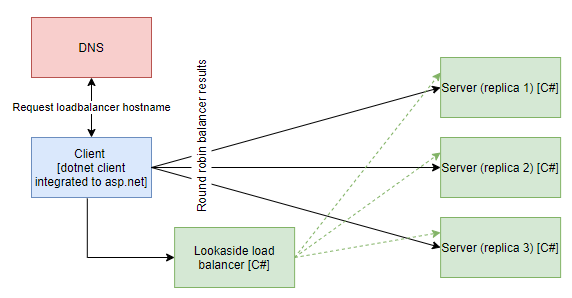 DNS
Request loadbalancer hostname
Client
[dotnet client
integrated to asp.net]
Round robin balancer results
Server (replica 1) [C#]
Server (replica 2) [C#]
Server (replica 3) [C#]
Lookaside load
balancer [C#]